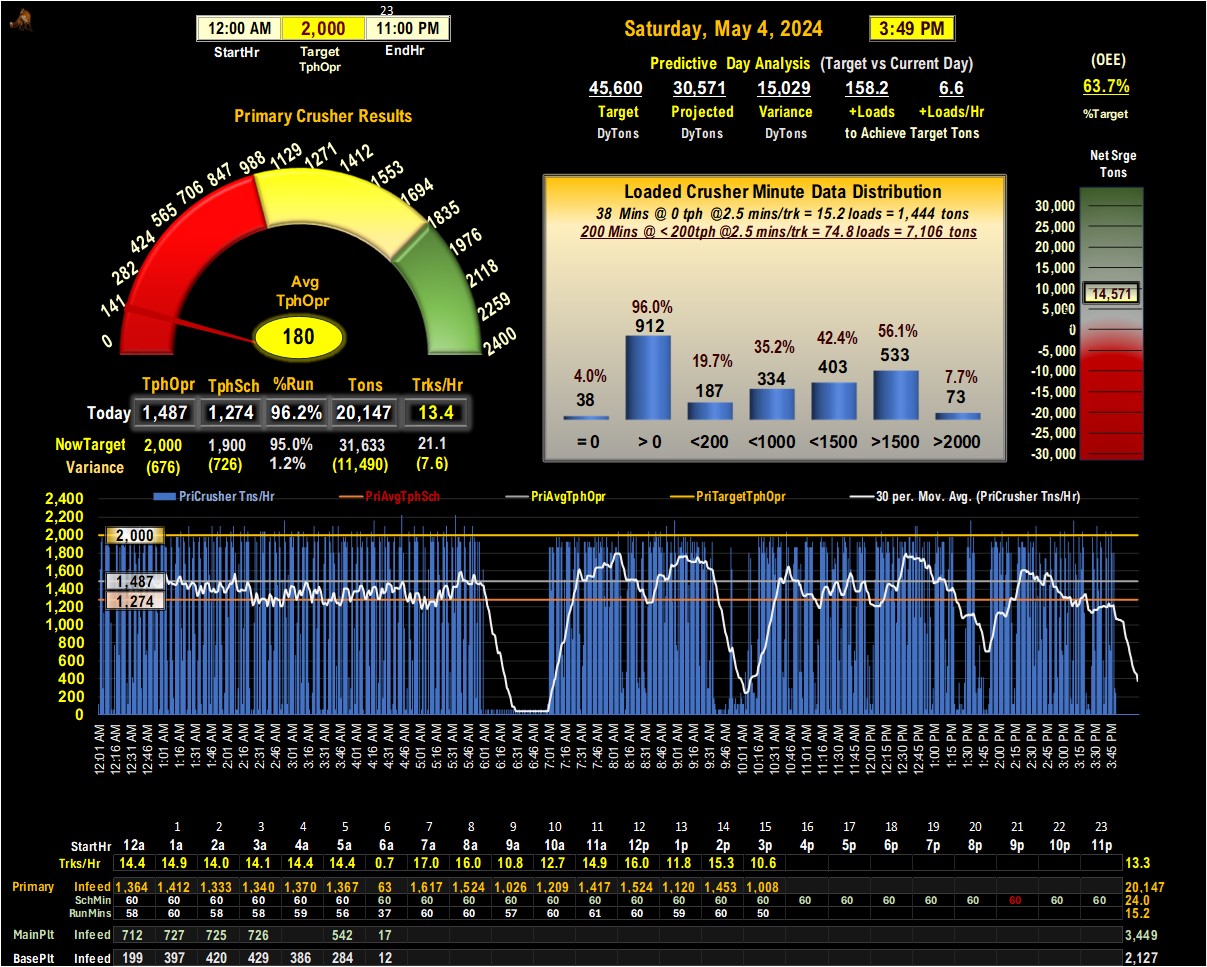 23
12:00 AM 2,000 11:00 PM
StartHr Target TphOpr EndHr
Saturday, May 4, 2024 3:49 PM
Predictive Day Analysis (Target vs Current Day)
45,600 30,571 15,029 158.2 6.6
Target Projected Variance +Loads +Loads/Hr
DyTons DyTons DyTons to Achieve Target Tons
(OEE)
63.7%
%Target
Primary Crusher Results
0
141
282
424
565
706
847
988
1129
1271
1412
1553
1694
1835
1976
2118
2259
2400
Avg
TphOpr
180
TphOpr TphSch %Run Tons Trks/Hr
Today 1,487 1,274 96.2% 20,147 13.4
NowTarget 2,000 1,900 95.0% 31,633 21.1
Variance (676) (726) 1.2% (11,490) (7.6)
Loaded Crusher Minute Data Distribution
38 Mins @ 0 tph @2.5 mins/trk = 15.2 loads = 1,444 tons
200 Mins @ < 200tph @2.5 mins/trk = 74.8 loads = 7,106 tons
4.0% 96.0% 19.7% 35.2% 42.4% 56.1% 7.7%
38 912 187 334 403 533 73
= 0 > 0 <200 <1000 <1500 >1500 >2000
Net Srge
Tons
30,000
25,000
20,000
15,000
10,000
14,571
5,000
0
-5,000
-10,000
-15,000
-20,000
-25,000
-30,000
PriCrusher Tns/Hr PriAvgTphSch PriAvgTphOpr PriTargetTphOpr 30 per. Mov. Avg. (PriCrusher Tns/Hr)
2,400
2,200
2,000 2,000
1,800
1,600
1,487
1,400
1,274
1,200
1,000
800
600
400
200
0
12:01 AM 12:16 AM 12:31 AM 12:46 AM 1:01 AM 1:16 AM 1:31 AM 1:46 AM 2:01 AM 2:16 AM 2:31 AM 2:46 AM 3:01 AM 3:16 AM 3:31 AM 3:46 AM 4:01 AM 4:16 AM 4:31 AM 4:46 AM 5:01 AM 5:16 AM 5:31 AM 5:46 AM 6:01 AM 6:16 AM 6:31 AM 6:46 AM 7:01 AM 7:16 AM 7:31 AM 7:46 AM 8:01 AM 8:16 AM 8:31 AM 8:46 AM 9:01 AM 9:16 AM 9:31 AM 9:46 AM 10:01 AM 10:16 AM 10:31 AM 10:46 AM 11:01 AM 11:16 AM 11:31 AM 11:45 AM 12:00 PM 12:15 PM 12:30 PM 12:45 PM 1:00 PM 1:15 PM 1:30 PM 1:45 PM 2:00 PM 2:15 PM 2:30 PM 2:45 PM 3:00 PM 3:15 PM 3:30 PM 3:45 PM
1 2 3 4 5 6 7 8 9 10 11 12 13 14 15 16 17 18 19 20 21 22 23
StartHr 12a 1a 2a 3a 4a 5a 6a 7a 8a 9a 10a 11a 12p 1p 2p 3p 4p 5p 6p 7p 8p 9p 10p 11p
Trks/Hr 14.4 14.9 14.0 14.1 14.4 14.4 0.7 17.0 16.0 10.8 12.7 14.9 16.0 11.8 15.3 10.6 13.3
Primary Infeed 1,364 1,412 1,333 1,340 1,370 1,367 63 1,617 1,524 1,026 1,209 1,417 1,524 1,120 1,453 1,008 20,147
SchMin 60 60 60 60 60 60 60 60 60 60 60 60 60 60 60 60 60 60 60 60 60 60 60 60 24.0
RunMins 58 60 58 58 59 56 37 60 60 57 60 61 60 59 60 50 15.2
MainPlt Infeed 712 727 725 726 542 17 3,449
BasePlt Infeed 199 397 420 429 386 284 12 2,127